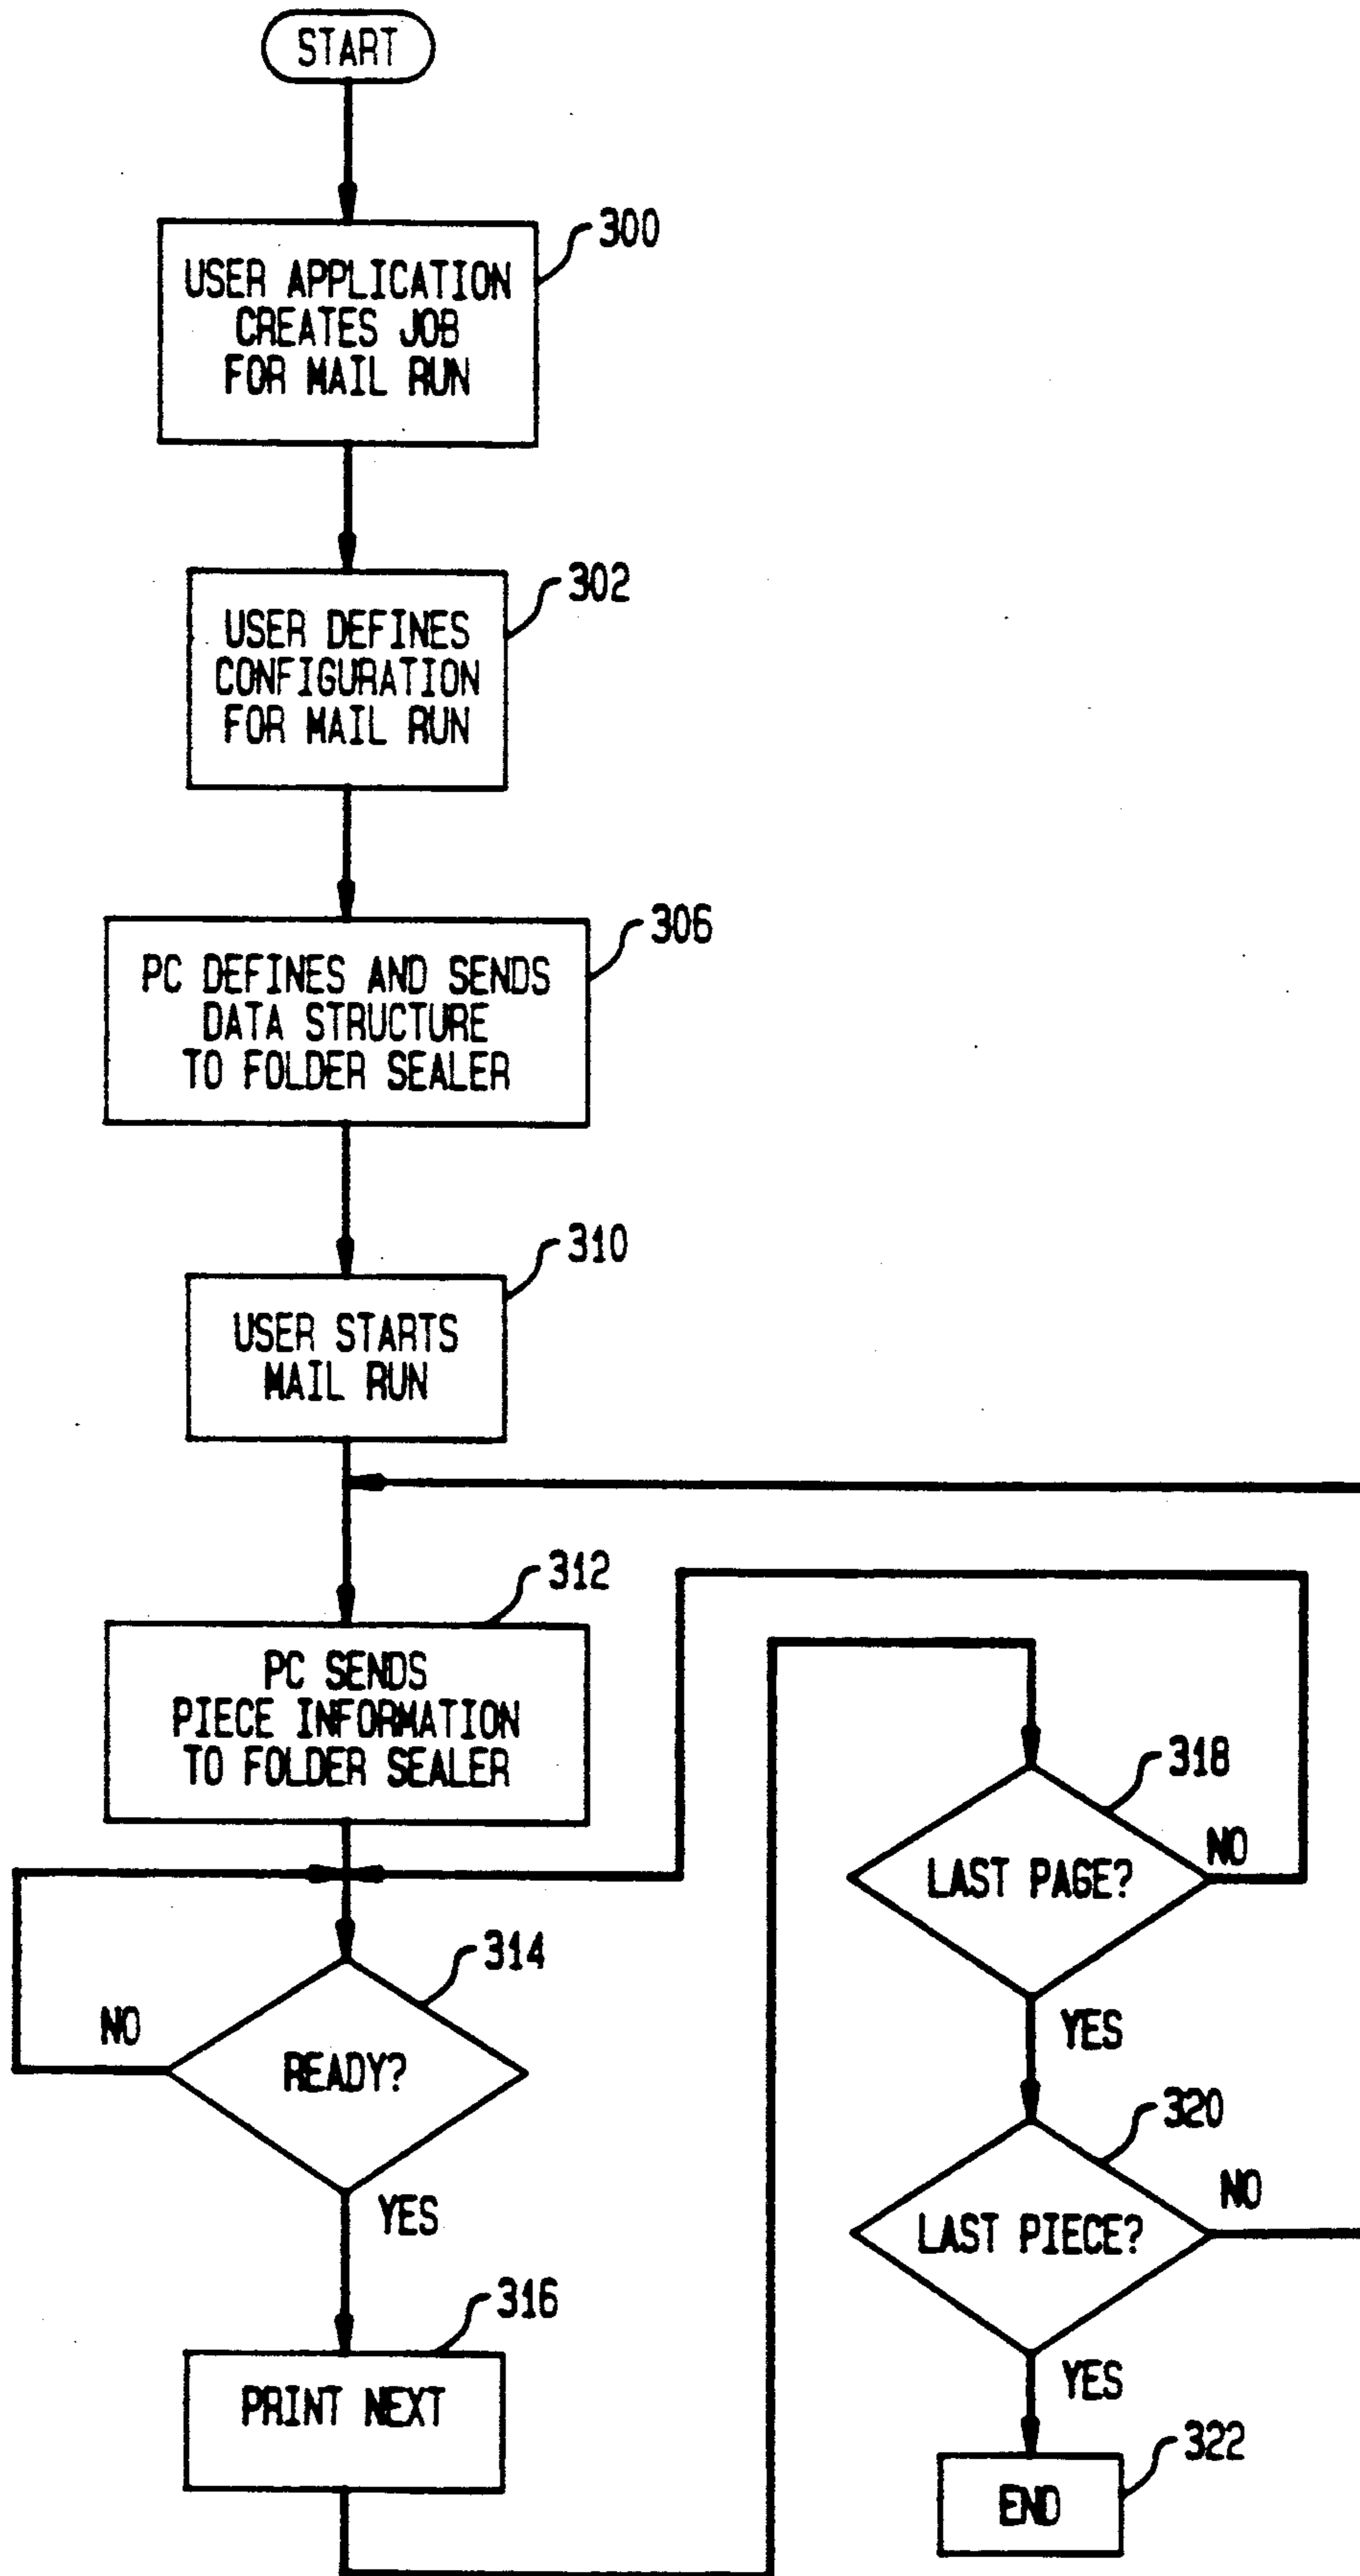 START
300
USER APPLICATION
CREATES JOB
FOR MAIL RUN
302
USER DEFINES
CONFIGURATION
FOR MAIL RUN
306
PC DEFINES AND SENDS
DATA STRUCTURE
TO FOLDER SEALER
310
USER STARTS
MAIL RUN
312
PC SENDS
PIECE INFORMATION
TO FOLDER SEALER
314
NO
READY?
YES
316
PRINT NEXT
318
NO
LAST PAGE?
YES
320
NO
LAST PIECE?
YES
322
END